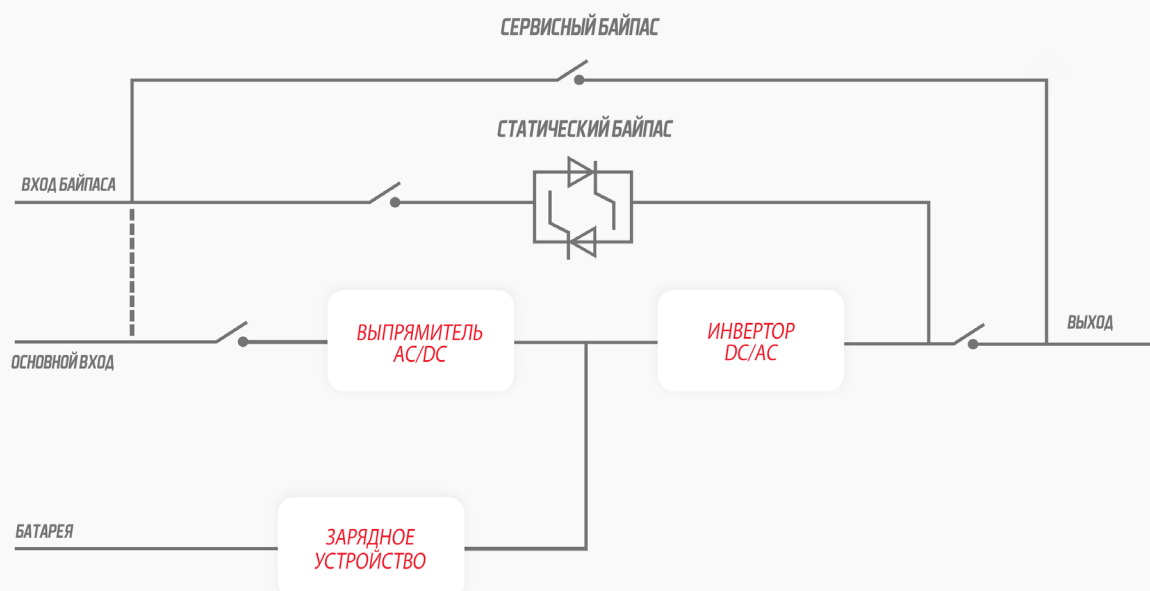 СЕРВИСНЫЙ БАЙПАС
СТАТИЧЕСКИЙ БАЙПАС
ВХОД БАЙПАСА
ВЫХОД
ВЫПРЯМИТЕЛЬ
AC/DC
ИНВЕРТОР
DC/AC
ОСНОВНОЙ ВХОД
БАТАРЕЯ
ЗАРЯДНОЕ
УСТРОЙСТВО